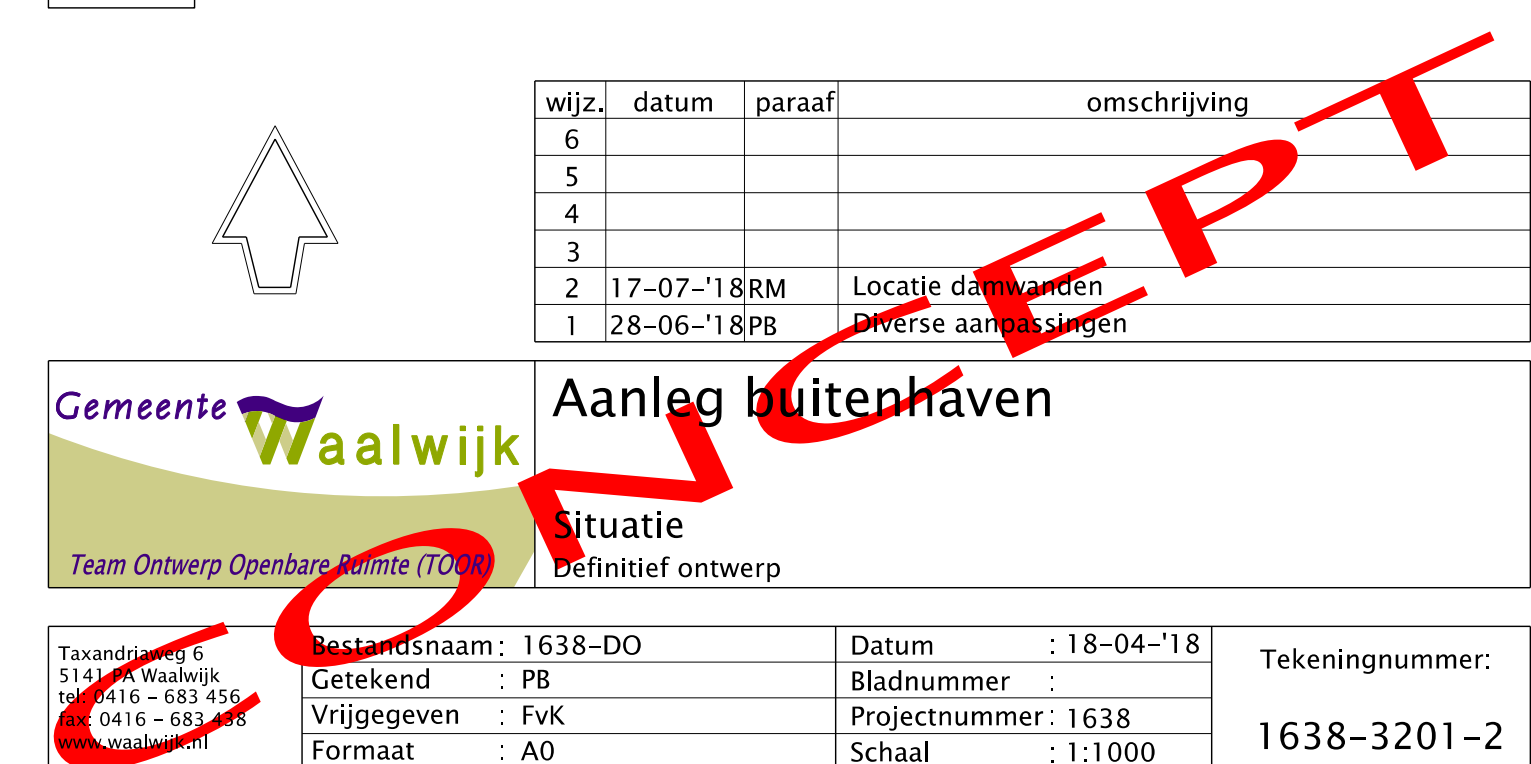 wijz. datum paraaf omschrijving
6
5
4
3
2 17-07-'18 RM Locatie damwanden
1 28-06-'18 PB Diverse aanpassingen
Gemeente Waalwijk
Team Ontwerp Openbare Ruimte (TOOR)
Aanleg buitenhaven
Situatie
Definitief ontwerp
CONCEPT
Taxandriaweg 6
5141 PA Waalwijk
tel: 0416 - 683 456
fax: 0416 - 683 438
www.waalwijk.nl
Bestandsnaam : 1638-DO
Getekend : PB
Vrijgegeven : FvK
Formaat : A0
Datum : 18-04-'18
Bladnummer :
Projectnummer : 1638
Schaal : 1:1000
Tekeningnummer:
1638-3201-2